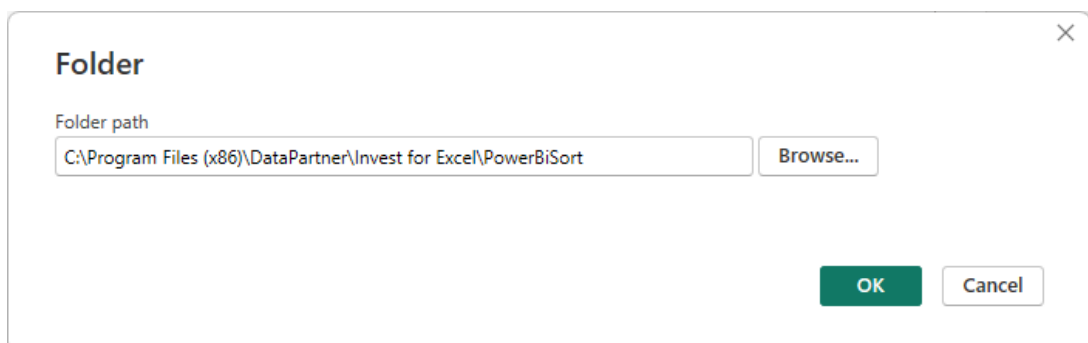 Folder
Folder path
C:\Program Files (x86)\DataPartner\Invest for Excel\PowerBiSort
Browse...
OK
Cancel